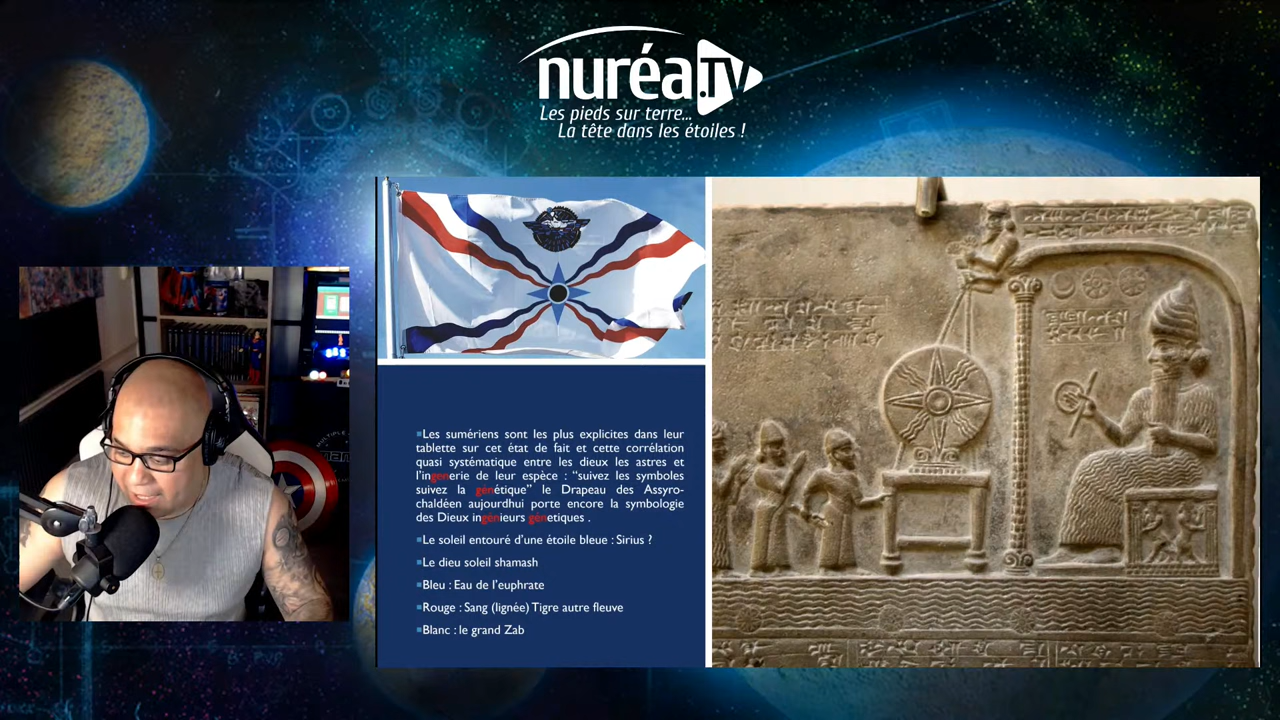 nuréa.TV
Les pieds sur terre...
La tête dans les étoiles !
Les sumériens sont les plus explicites dans leur
tablette sur cet état de fait et cette corrélation
quasi systématique entre les dieux les astres et
l'ingenerie de leur espèce : "suivez les symboles
suivez la génétique" le Drapeau des Assyro-
chaldéen aujourdhui porte encore la symbologie
des Dieux ingénieurs génetiques .
Le soleil entouré d'une étoile bleue : Sirius ?
Le dieu soleil shamash
Bleu : Eau de l'euphrate
Rouge : Sang (lignée) Tigre autre fleuve
Blanc : le grand Zab